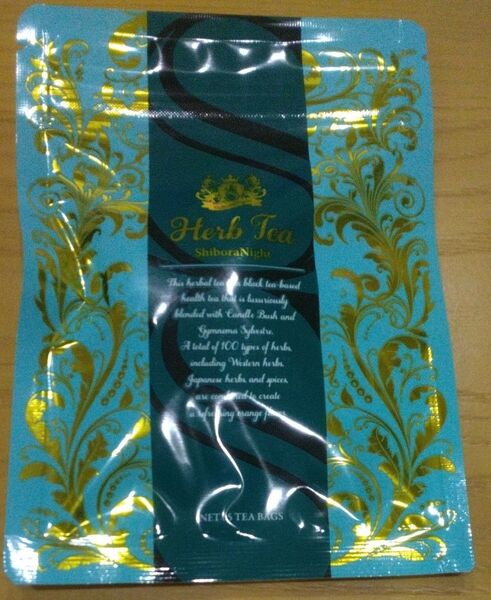 Herb Tea
ShiboraNight
This herbal tea is a black tea-based
health tea that is luxuriously
blended with Candle Bush and
Gymnema Sylvestre.
A total of 100 types of herbs,
including Western herbs,
Japanese herbs, and spices,
are combined to create
a refreshing orange flavor.
NET: TEA BAGS